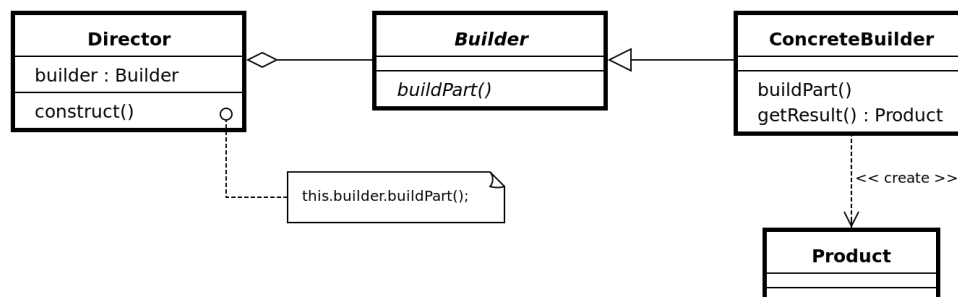 Director
builder : Builder
construct()
Builder
buildPart()
ConcreteBuilder
buildPart()
getResult() : Product
this.builder.buildPart();
<< create >>
Product